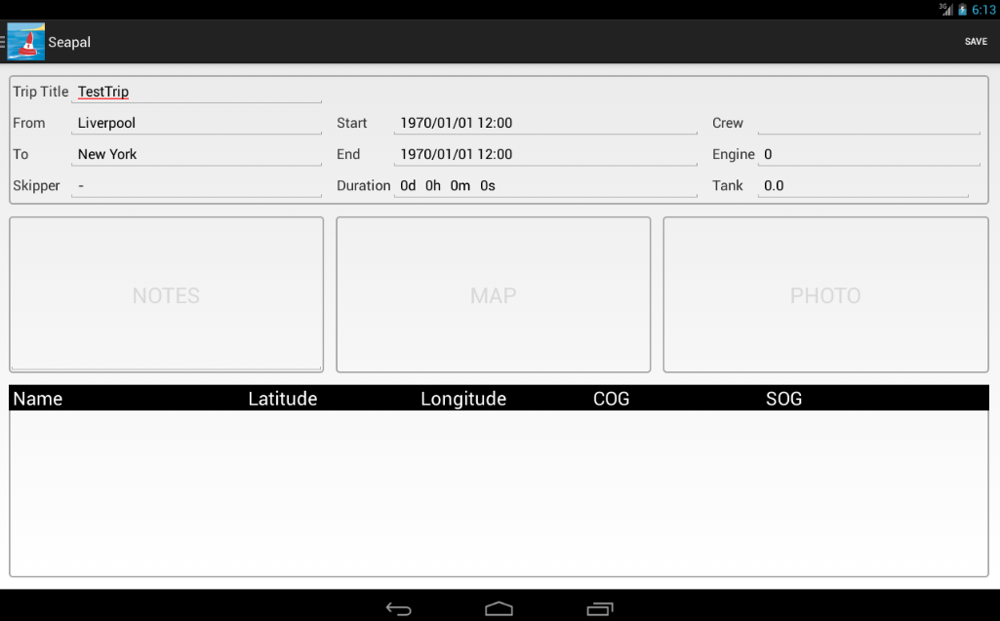 3G 6:13
Seapal SAVE
Trip Title TestTrip
From Liverpool Start 1970/01/01 12:00 Crew
To New York End 1970/01/01 12:00 Engine 0
Skipper - Duration 0d 0h 0m 0s Tank 0.0
NOTES MAP PHOTO
Name Latitude Longitude COG SOG